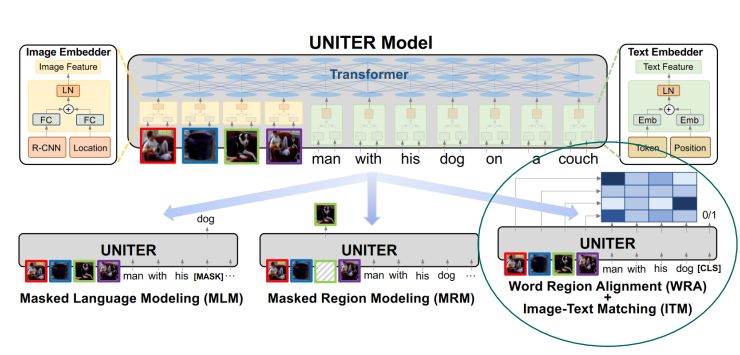 UNITER Model
Image Embedder
Image Feature
LN
FC
FC
R-CNN
Location
Transformer
man with his dog on a couch
Text Embedder
Text Feature
LN
Emb
Emb
Token
Position
dog
UNITER
man with his [MASK] ...
Masked Language Modeling (MLM)
UNITER
man with his dog ...
Masked Region Modeling (MRM)
0/1
UNITER
man with his dog [CLS]
Word Region Alignment (WRA)
+
Image-Text Matching (ITM)